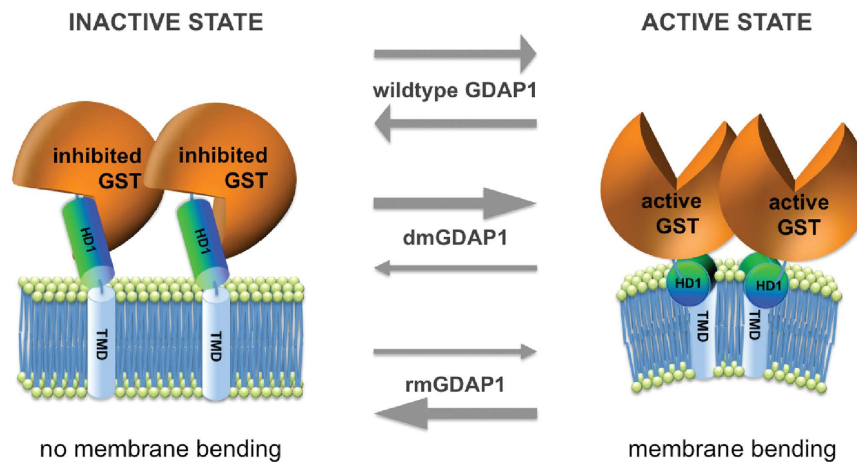 INACTIVE STATE
ACTIVE STATE
wildtype GDAP1
inhibited
GST
inhibited
GST
active
GST
active
GST
HD1
HD1
dmGDAP1
HD1
HD1
TMD
TMD
TMD
TMD
rmGDAP1
no membrane bending
membrane bending